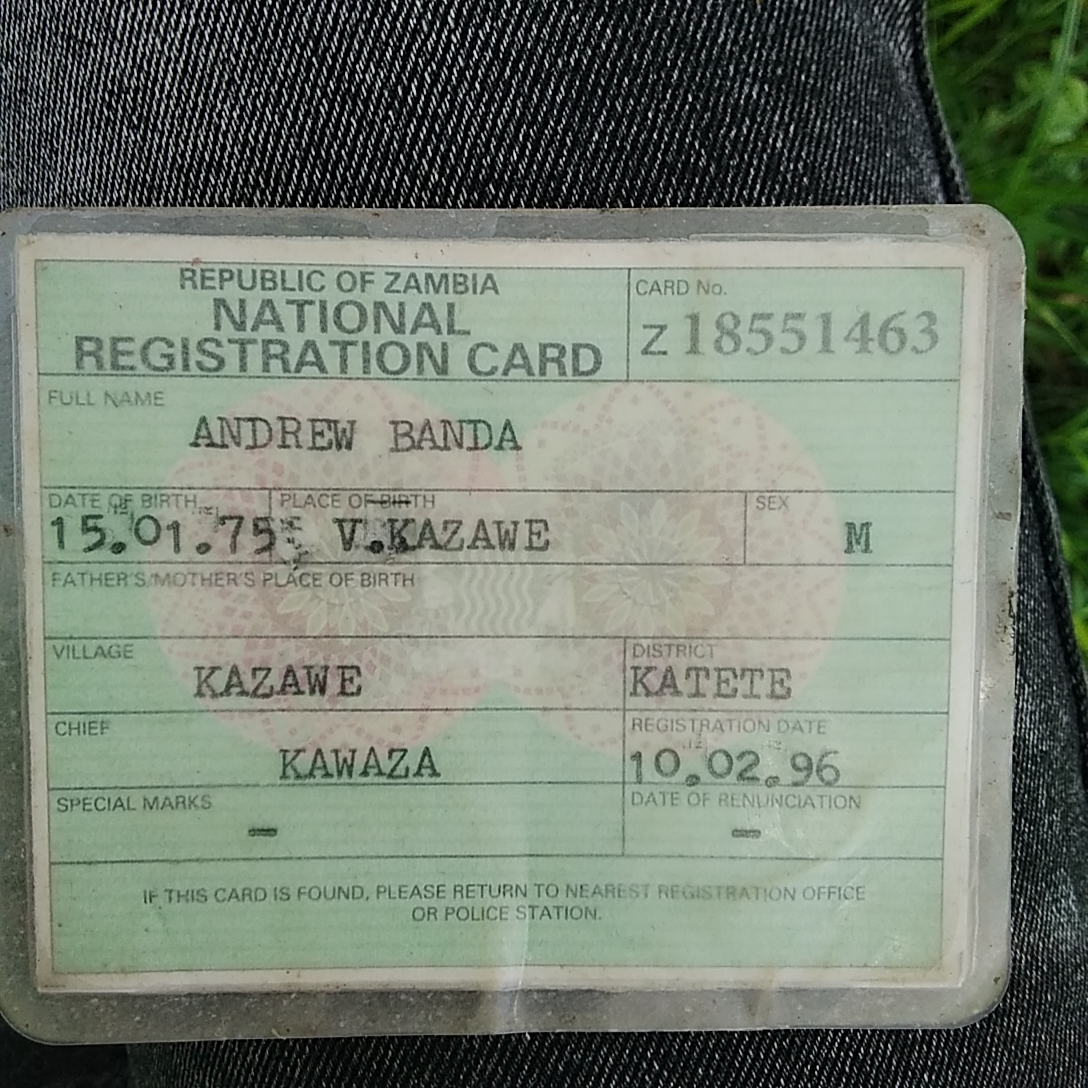 REPUBLIC OF ZAMBIA
NATIONAL
REGISTRATION CARD
CARD No.
Z 18551463
FULL NAME
ANDREW BANDA
DATE OF BIRTH
15.01.75
PLACE OF BIRTH
V.KAZAWE
SEX
M
FATHER'S/MOTHER'S PLACE OF BIRTH
VILLAGE
KAZAWE
DISTRICT
KATETE
CHIEF
KAWAZA
REGISTRATION DATE
10.02.96
SPECIAL MARKS
–
DATE OF RENUNCIATION
–
IF THIS CARD IS FOUND, PLEASE RETURN TO NEAREST REGISTRATION OFFICE
OR POLICE STATION.